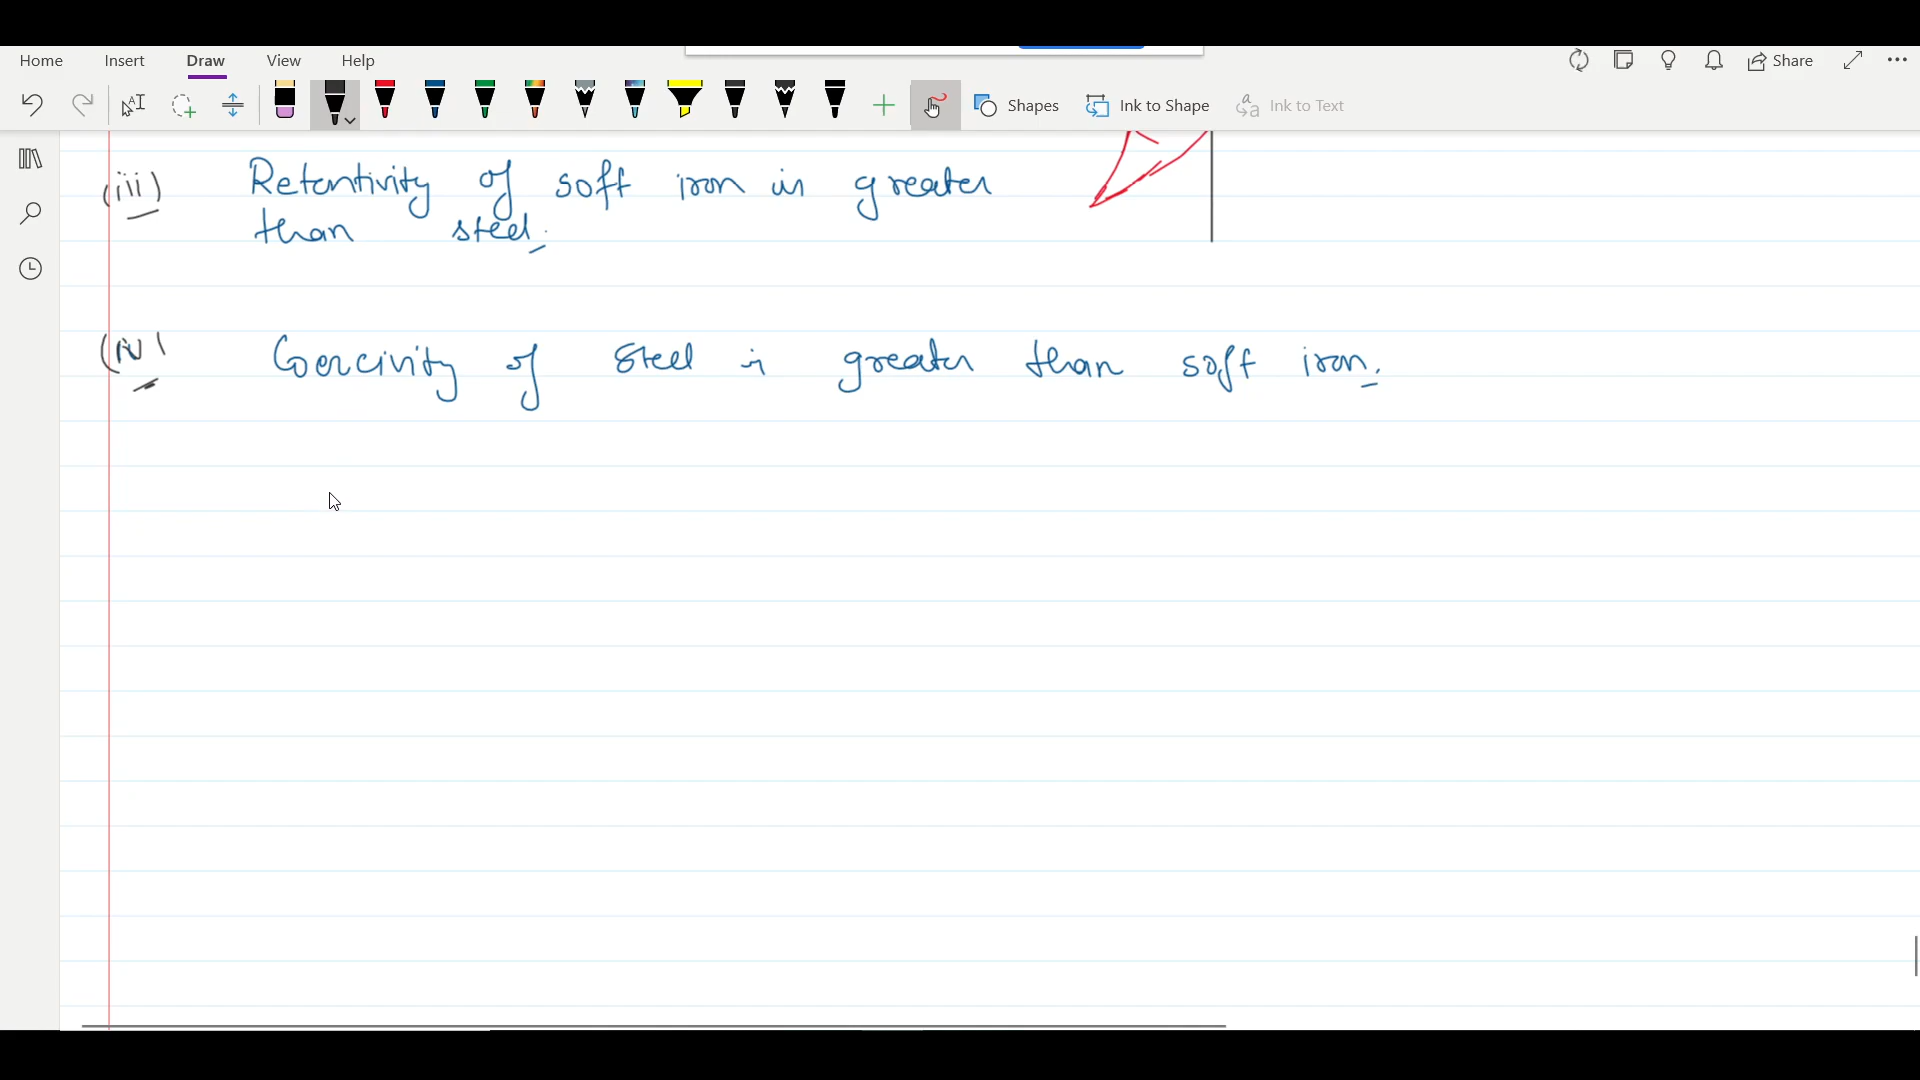 Home Insert Draw View Help Share
Shapes Ink to Shape Ink to Text
(iii) Retentivity of soft iron is greater
than steel.
(iv) Coercivity of steel is greater than soft iron.